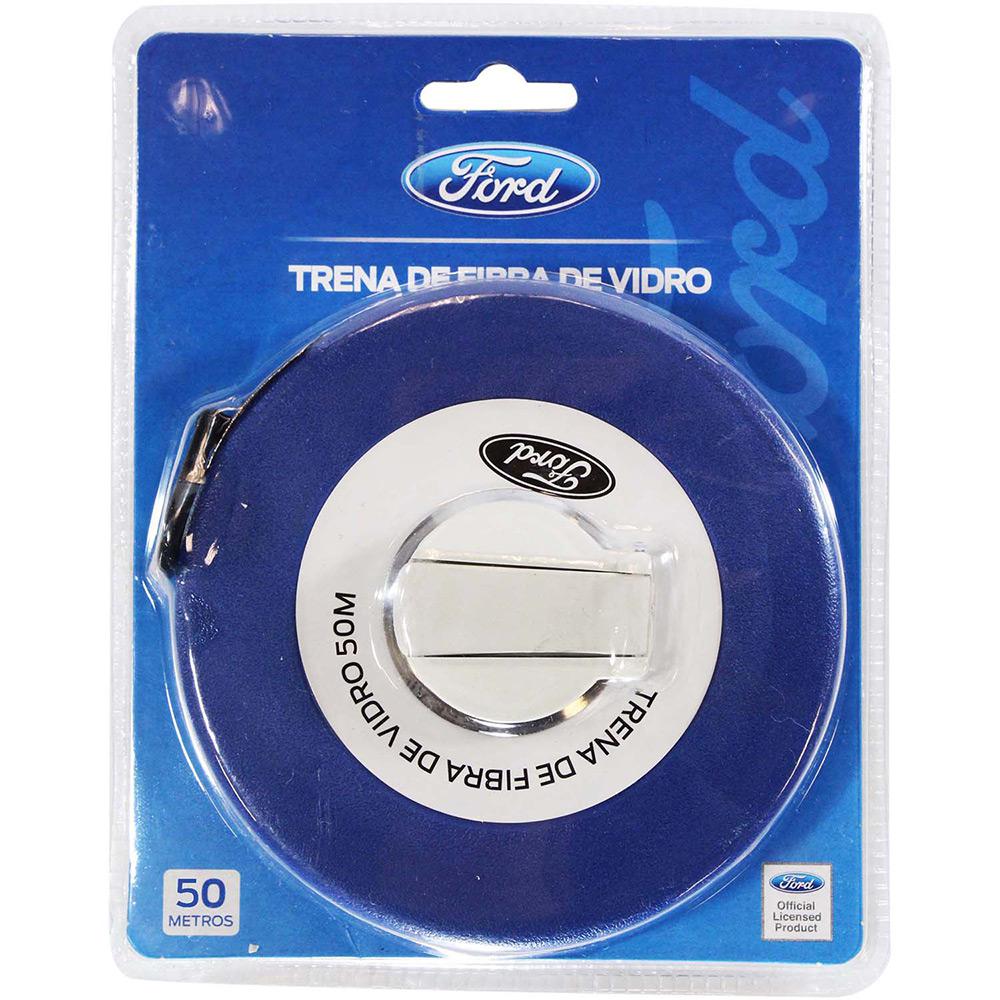 Ford
TRENA DE FIBRA DE VIDRO
Ford
Ford
TRENA DE FIBRA DE VIDRO 50M
50
METROS
Ford
Official
Licensed
Product